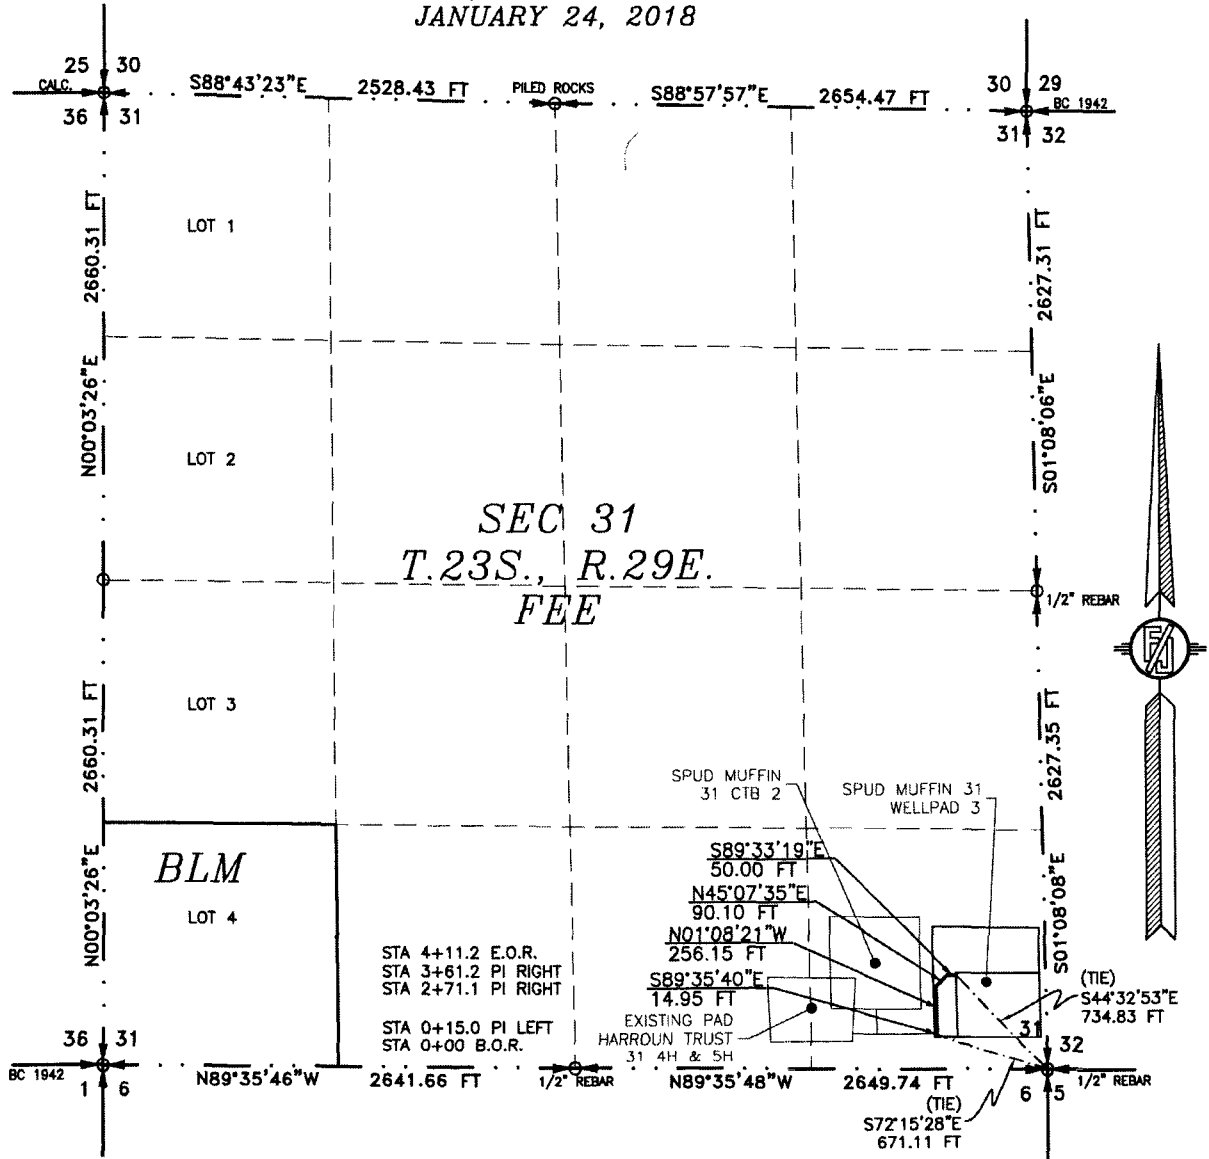 JANUARY 24, 2018
25 30
CALC.
36 31
S88°43'23"E 2528.43 FT
PILED ROCKS
S88°57'57"E 2654.47 FT
30 29
BC 1942
31 32
2660.31 FT
N00°03'26"E
LOT 1
2627.31 FT
S01°08'06"E
LOT 2
SEC 31
T.23S., R.29E.
FEE
1/2" REBAR
2660.31 FT
N00°03'26"E
LOT 3
2627.35 FT
S01°08'08"E
SPUD MUFFIN
31 CTB 2
SPUD MUFFIN 31
WELLPAD 3
BLM
LOT 4
S89°33'19"E
50.00 FT
N45°07'35"E
90.10 FT
N01°08'21"W
256.15 FT
S89°35'40"E
14.95 FT
EXISTING PAD
HARROUN TRUST
31 4H & 5H
STA 4+11.2 E.O.R.
STA 3+61.2 PI RIGHT
STA 2+71.1 PI RIGHT
STA 0+15.0 PI LEFT
STA 0+00 B.O.R.
(TIE)
S44°32'53"E
734.83 FT
36 31
BC 1942
1 6
N89°35'46"W 2641.66 FT
1/2" REBAR
N89°35'48"W 2649.74 FT
31
32
6 5
1/2" REBAR
(TIE)
S72°15'28"E
671.11 FT